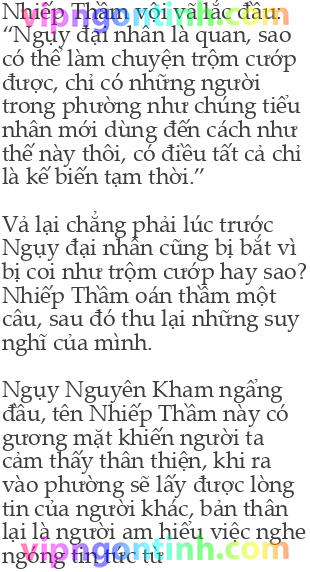 Nhiếp Thầm vội vã lắc đầu:
“Ngụy đại nhân là quan, sao
có thể làm chuyện trộm cướp
được, chỉ có những người
trong phường như chúng tiểu
nhân mới dùng đến cách như
thế này thôi, có điều tất cả chỉ
là kế biến tạm thời.”
Vả lại chẳng phải lúc trước
Ngụy đại nhân cũng bị bắt vì
bị coi như trộm cướp hay sao?
Nhiếp Thầm oán thầm một
câu, sau đó thu lại những suy
nghĩ của mình.
Ngụy Nguyên Kham ngẩng
đầu, tên Nhiếp Thầm này có
gương mặt khiến người ta
cảm thấy thân thiện, khi ra
vào phường sẽ lấy được lòng
tin của người khác, bản thân
lại là người am hiểu việc nghe
ngóng tin tức từ
vipngontinh.com
vipngontinh.com